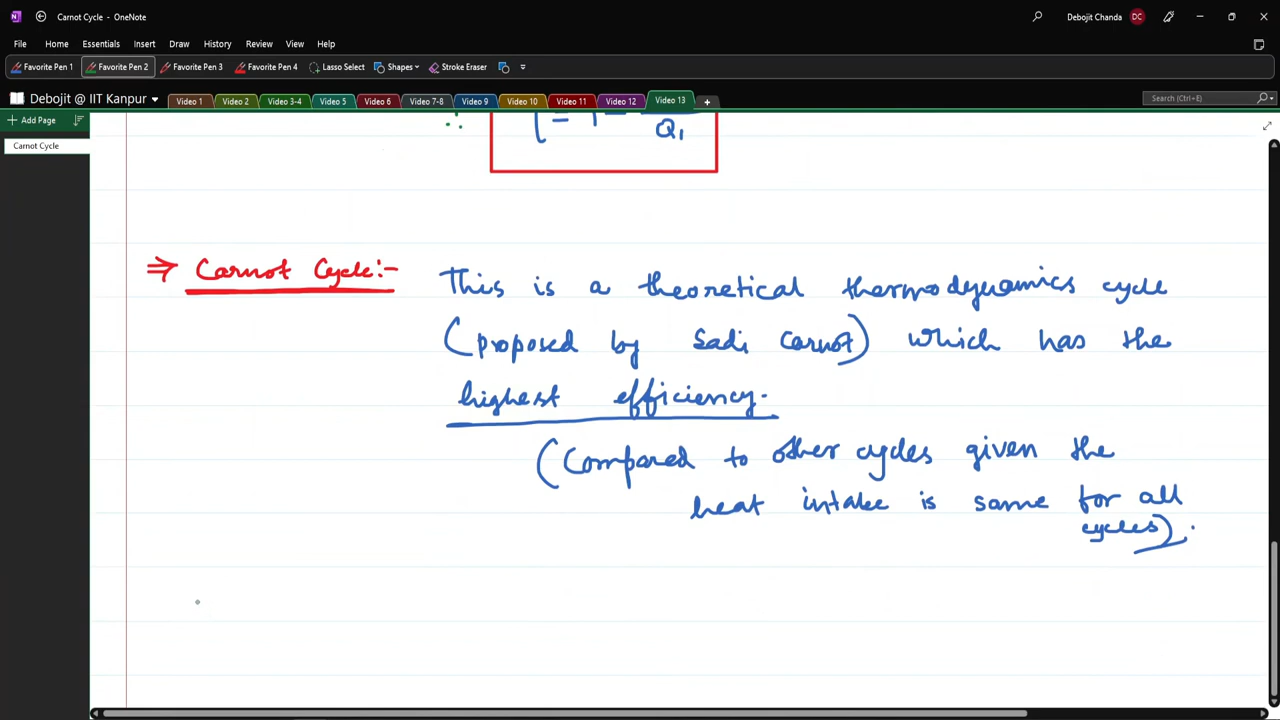 Carnot Cycle - OneNote
Debojit Chanda DC
File Home Essentials Insert Draw History Review View Help
Favorite Pen 1 Favorite Pen 2 Favorite Pen 3 Favorite Pen 4 Lasso Select Shapes Stroke Eraser
Debojit @ IIT Kanpur Video 1 Video 2 Video 3-4 Video 5 Video 6 Video 7-8 Video 9 Video 10 Video 11 Video 12 Video 13 Search (Ctrl+E)
Add Page
Carnot Cycle
∴ Q₁
⇒ Carnot Cycle:- This is a theoretical thermodynamics cycle
(proposed by Sadi Carnot) which has the
highest efficiency.
(Compared to other cycles given the
heat intake is same for all
cycles).